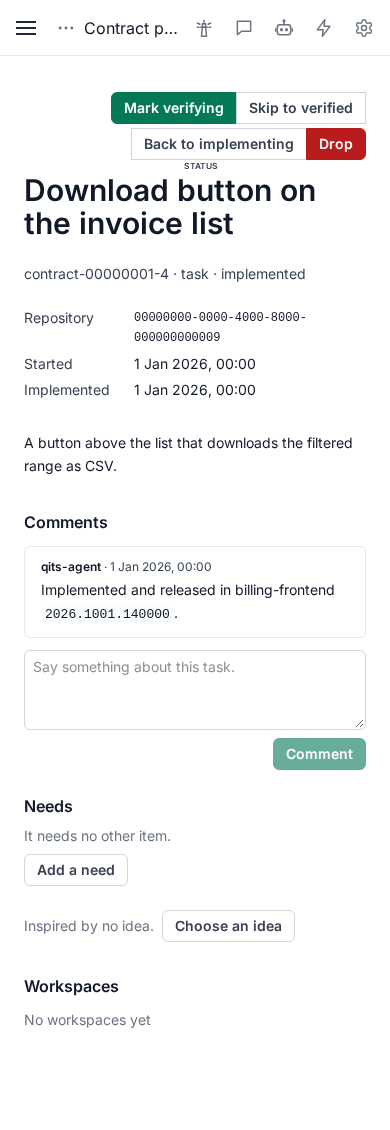 Contract p...
Mark verifying
Skip to verified
Back to implementing
Drop
STATUS
Download button on
the invoice list
contract-00000001-4 · task · implemented
Repository
00000000-0000-4000-8000-
000000000009
Started
1 Jan 2026, 00:00
Implemented
1 Jan 2026, 00:00
A button above the list that downloads the filtered
range as CSV.
Comments
qits-agent · 1 Jan 2026, 00:00
Implemented and released in billing-frontend
2026.1001.140000 .
Say something about this task.
Comment
Needs
It needs no other item.
Add a need
Inspired by no idea.
Choose an idea
Workspaces
No workspaces yet